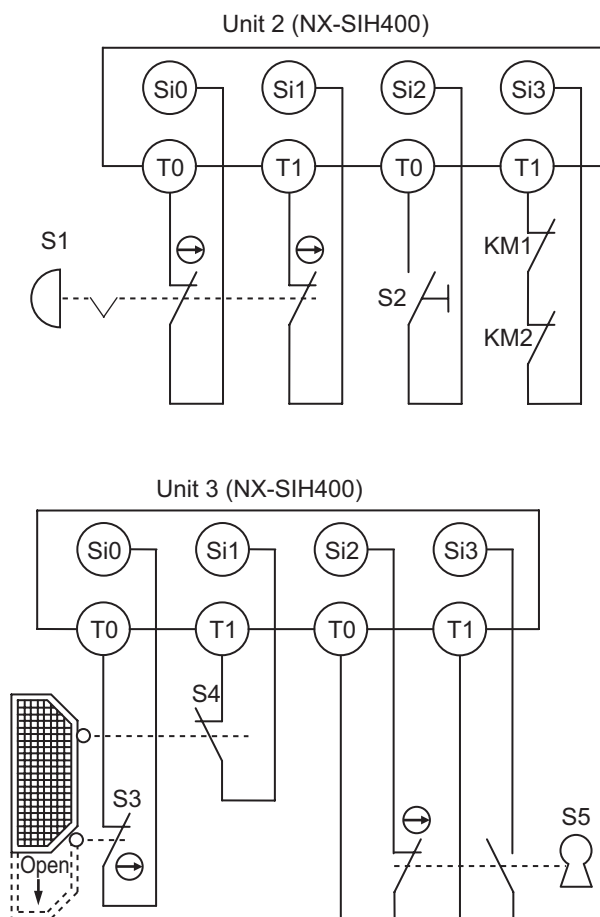 Unit 2 (NX-SIH400)
Si0 Si1 Si2 Si3
T0 T1 T0 T1
S1
KM1
S2
KM2
Unit 3 (NX-SIH400)
Si0 Si1 Si2 Si3
T0 T1 T0 T1
S4
S3
S5
Open